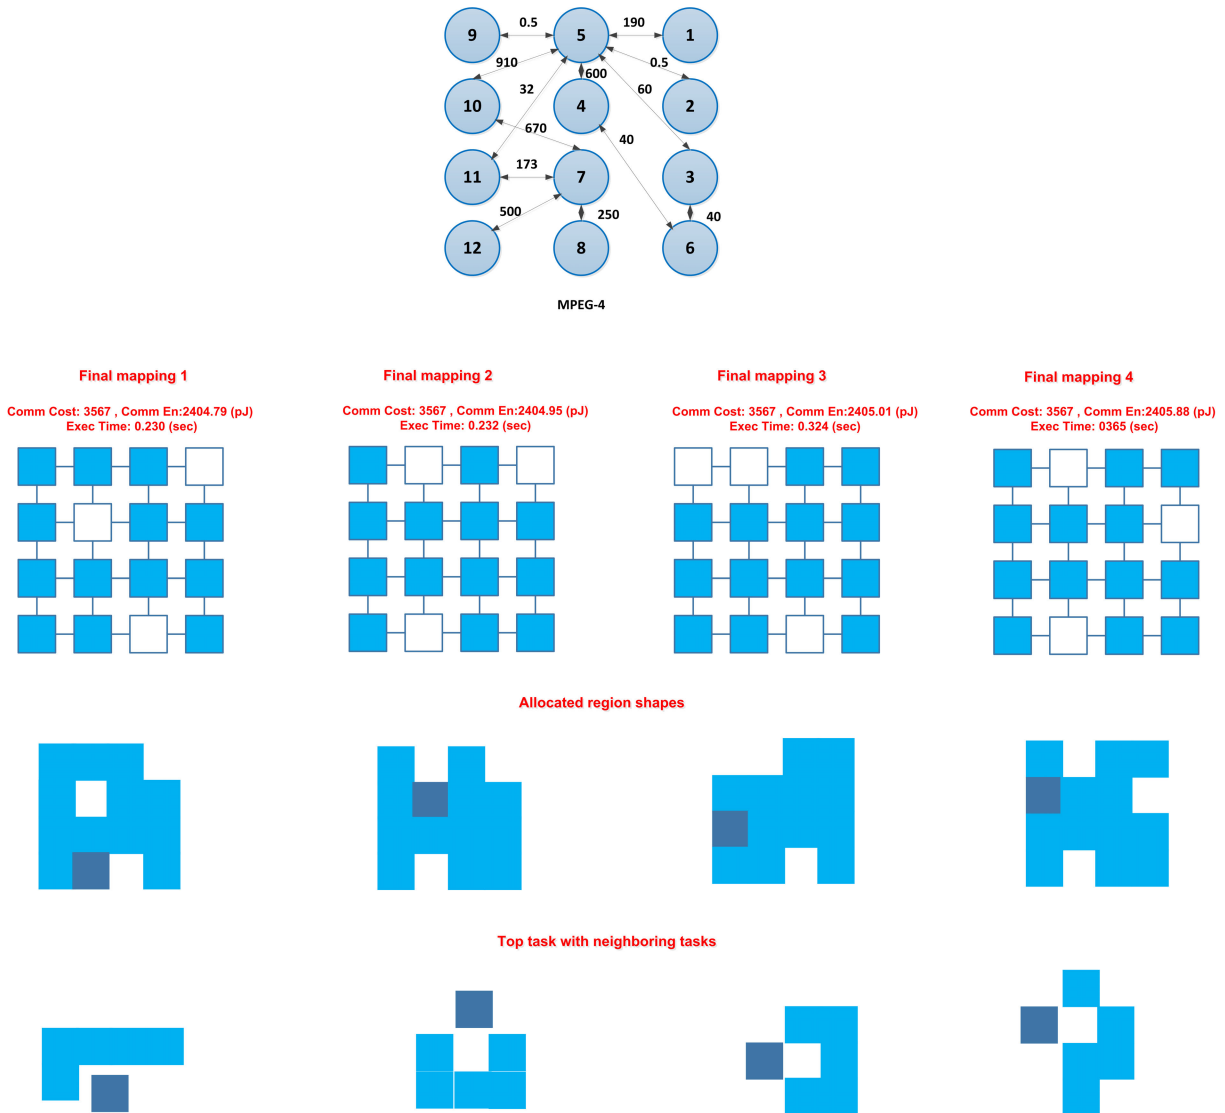 9
0.5
5
190
1
910
600
0.5
10
32
4
60
2
670
40
11
173
7
3
500
250
40
12
8
6
MPEG-4
Final mapping 1
Comm Cost: 3567 , Comm En:2404.79 (pJ)
Exec Time: 0.230 (sec)
Final mapping 2
Comm Cost: 3567 , Comm En:2404.95 (pJ)
Exec Time: 0.232 (sec)
Final mapping 3
Comm Cost: 3567 , Comm En:2405.01 (pJ)
Exec Time: 0.324 (sec)
Final mapping 4
Comm Cost: 3567 , Comm En:2405.88 (pJ)
Exec Time: 0365 (sec)
Allocated region shapes
Top task with neighboring tasks